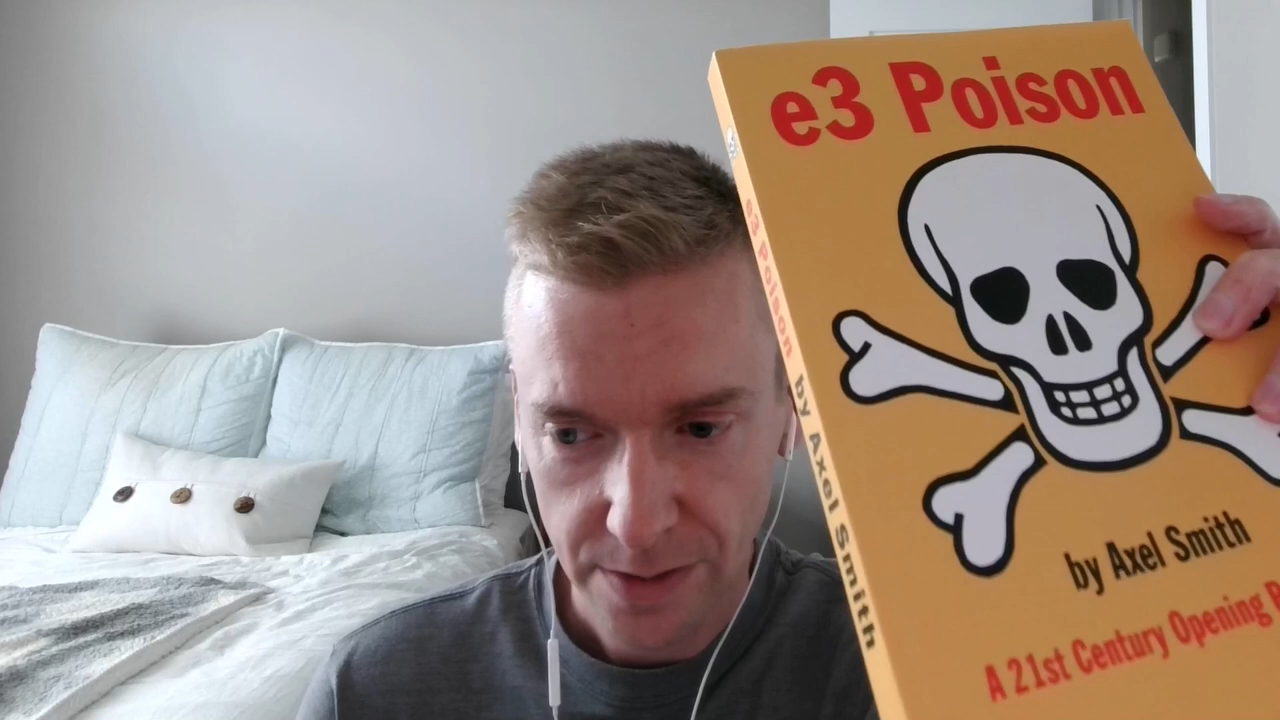 e3 Poison
e3 Poison by Axel Smith
by Axel Smith
A 21st Century Opening